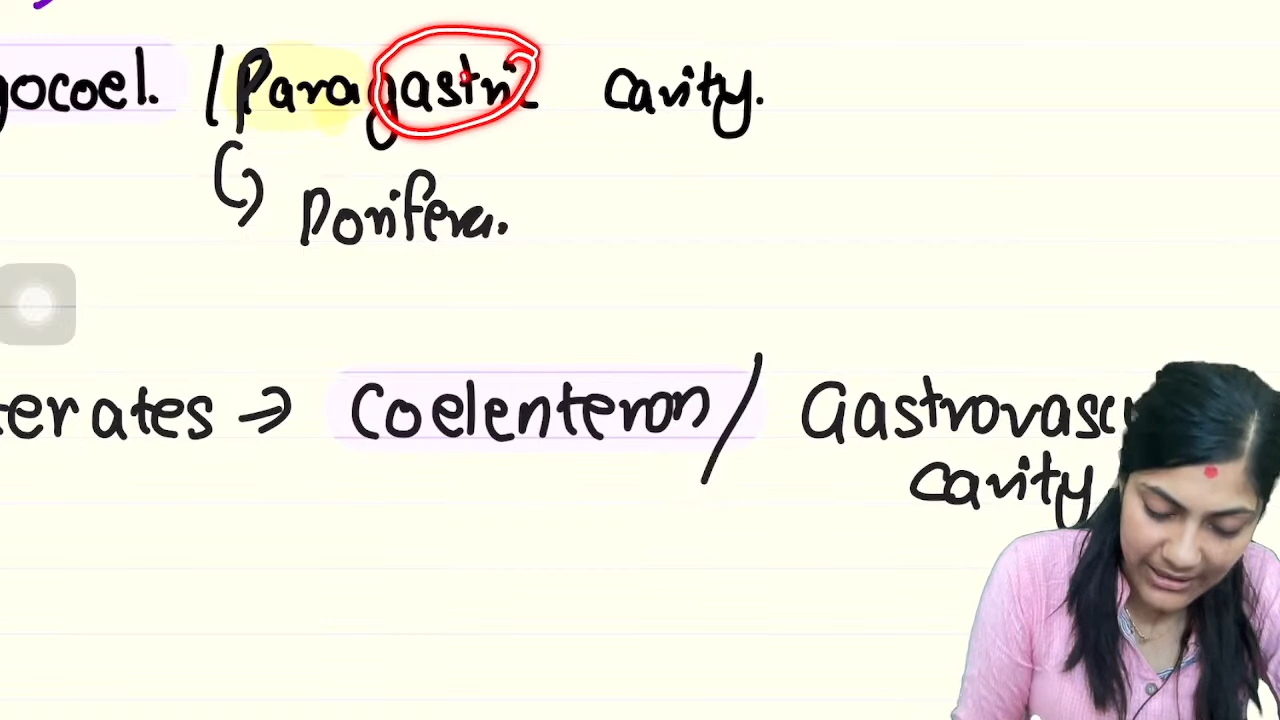 gocoel. / Paragastric cavity.
↳ Porifera.
terates → Coelenteron / Gastrovasc
cavity